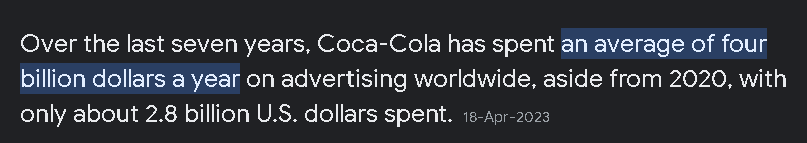 Over the last seven years, Coca-Cola has spent an average of four
billion dollars a year on advertising worldwide, aside from 2020, with
only about 2.8 billion U.S. dollars spent. 18-Apr-2023